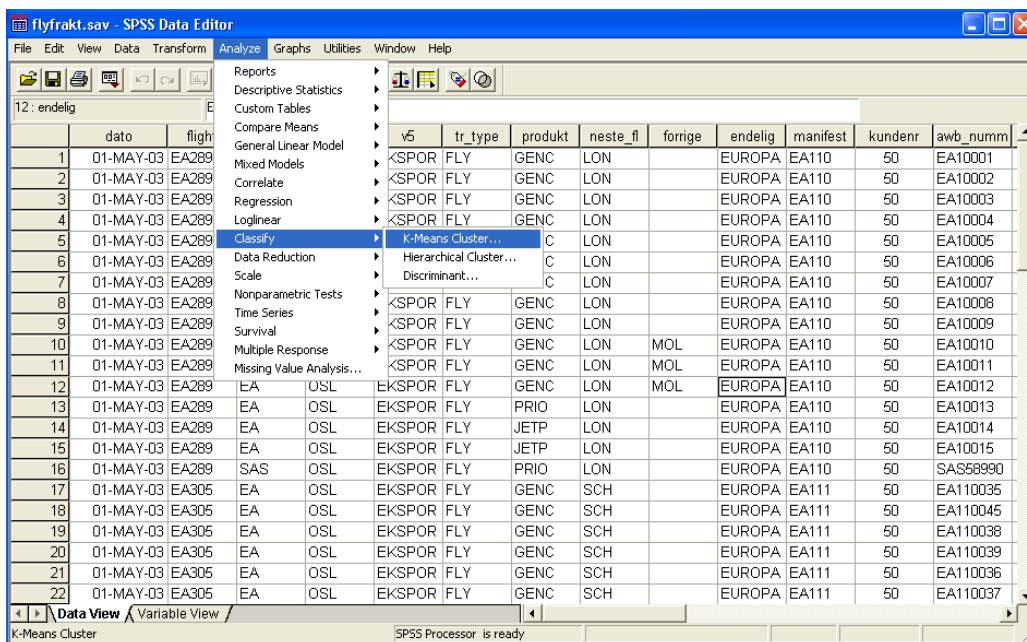 flyfrakt.sav - SPSS Data Editor
File Edit View Data Transform Analyze Graphs Utilities Window Help
12 : endelig
Reports
Descriptive Statistics
Custom Tables
Compare Means
General Linear Model
Mixed Models
Correlate
Regression
Loglinear
Classify
Data Reduction
Scale
Nonparametric Tests
Time Series
Survival
Multiple Response
Missing Value Analysis...
K-Means Cluster...
Hierarchical Cluster...
Discriminant...
dato v5 tr_type produkt neste_fl forrige endelig manifest kundenr awb_numm
1 01-MAY-03 EA289 FLY GENC LON EUROPA EA110 50 EA10001
2 01-MAY-03 EA289 FLY GENC LON EUROPA EA110 50 EA10002
3 01-MAY-03 EA289 FLY GENC LON EUROPA EA110 50 EA10003
4 01-MAY-03 EA289 FLY GENC LON EUROPA EA110 50 EA10004
5 01-MAY-03 EA289 C LON EUROPA EA110 50 EA10005
6 01-MAY-03 EA289 C LON EUROPA EA110 50 EA10006
7 01-MAY-03 EA289 C LON EUROPA EA110 50 EA10007
8 01-MAY-03 EA289 FLY GENC LON EUROPA EA110 50 EA10008
9 01-MAY-03 EA289 FLY GENC LON EUROPA EA110 50 EA10009
10 01-MAY-03 EA289 FLY GENC LON MOL EUROPA EA110 50 EA10010
11 01-MAY-03 EA289 FLY GENC LON MOL EUROPA EA110 50 EA10011
12 01-MAY-03 EA289 EA OSL EKSPOR FLY GENC LON MOL EUROPA EA110 50 EA10012
13 01-MAY-03 EA289 EA OSL EKSPOR FLY PRIO LON EUROPA EA110 50 EA10013
14 01-MAY-03 EA289 EA OSL EKSPOR FLY JETP LON EUROPA EA110 50 EA10014
15 01-MAY-03 EA289 EA OSL EKSPOR FLY JETP LON EUROPA EA110 50 EA10015
16 01-MAY-03 EA289 SAS OSL EKSPOR FLY PRIO LON EUROPA EA110 50 SAS58990
17 01-MAY-03 EA305 EA OSL EKSPOR FLY GENC SCH EUROPA EA111 50 EA110035
18 01-MAY-03 EA305 EA OSL EKSPOR FLY GENC SCH EUROPA EA111 50 EA110045
19 01-MAY-03 EA305 EA OSL EKSPOR FLY GENC SCH EUROPA EA111 50 EA110038
20 01-MAY-03 EA305 EA OSL EKSPOR FLY GENC SCH EUROPA EA111 50 EA110039
21 01-MAY-03 EA305 EA OSL EKSPOR FLY GENC SCH EUROPA EA111 50 EA110036
22 01-MAY-03 EA305 EA OSL EKSPOR FLY GENC SCH EUROPA EA111 50 EA110037
Data View Variable View
K-Means Cluster SPSS Processor is ready